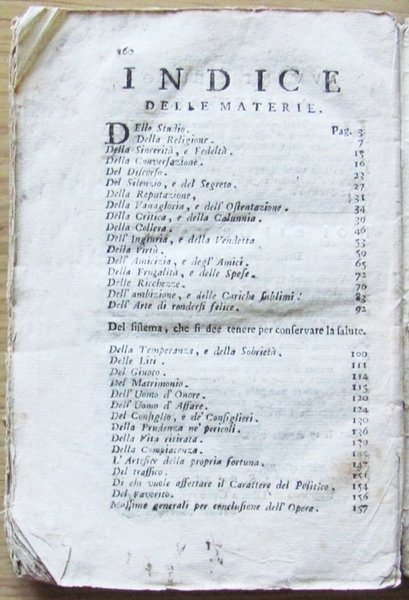 460
INDICE
DELLE MATERIE.
DEllo Studio. Pag. 3
Della Religione. 7
Della Sincerità, e Fedeltà. 15
Della Conversazione. 16
Del Discorso. 23
Del Silenzio, e del Segreto. 27
Della Reputazione, 31
Della Vanagloria, e dell' Ostentazione. 34
Della Critica, e della Calunnia. 39
Della Collera. 46
Dell' Ingiuria, e della Vendetta 53
Della Virtù. 59
Dell' Amicizia, e degl' Amici. 65
Della Frugalità, e delle Spese. 72
Delle Ricchezze. 76
Dell' ambizione, e delle Cariche sublimi. 83
Dell' Arte di rendersi felice. 92
Del sistema, che si dee tenere per conservare la salute.
Della Temperanza, e della Sobrietà. 100
Delle Liti. 111
Del Giuoco. 114
Del Matrimonio. 115
Dell' Uomo d' Onore. 120
Dell' Uomo d' Affare. 124
Del Consiglio, e de' Consiglieri. 130
Della Prudenza ne' pericoli. 136
Della Vita ritirata. 139
Della Compiacenza. 145
L' Artefice della propria fortuna. 147
Del traffico. 151
Di chi vuole affettare il Carattere del Politico. 154
Del Favorito. 156
Massime generali per conclusione dell' Opera. 157